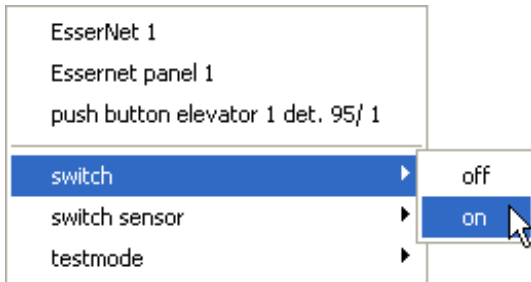 EsserNet 1
Essernet panel 1
push button elevator 1 det. 95/ 1
switch
off
switch sensor
on
testmode